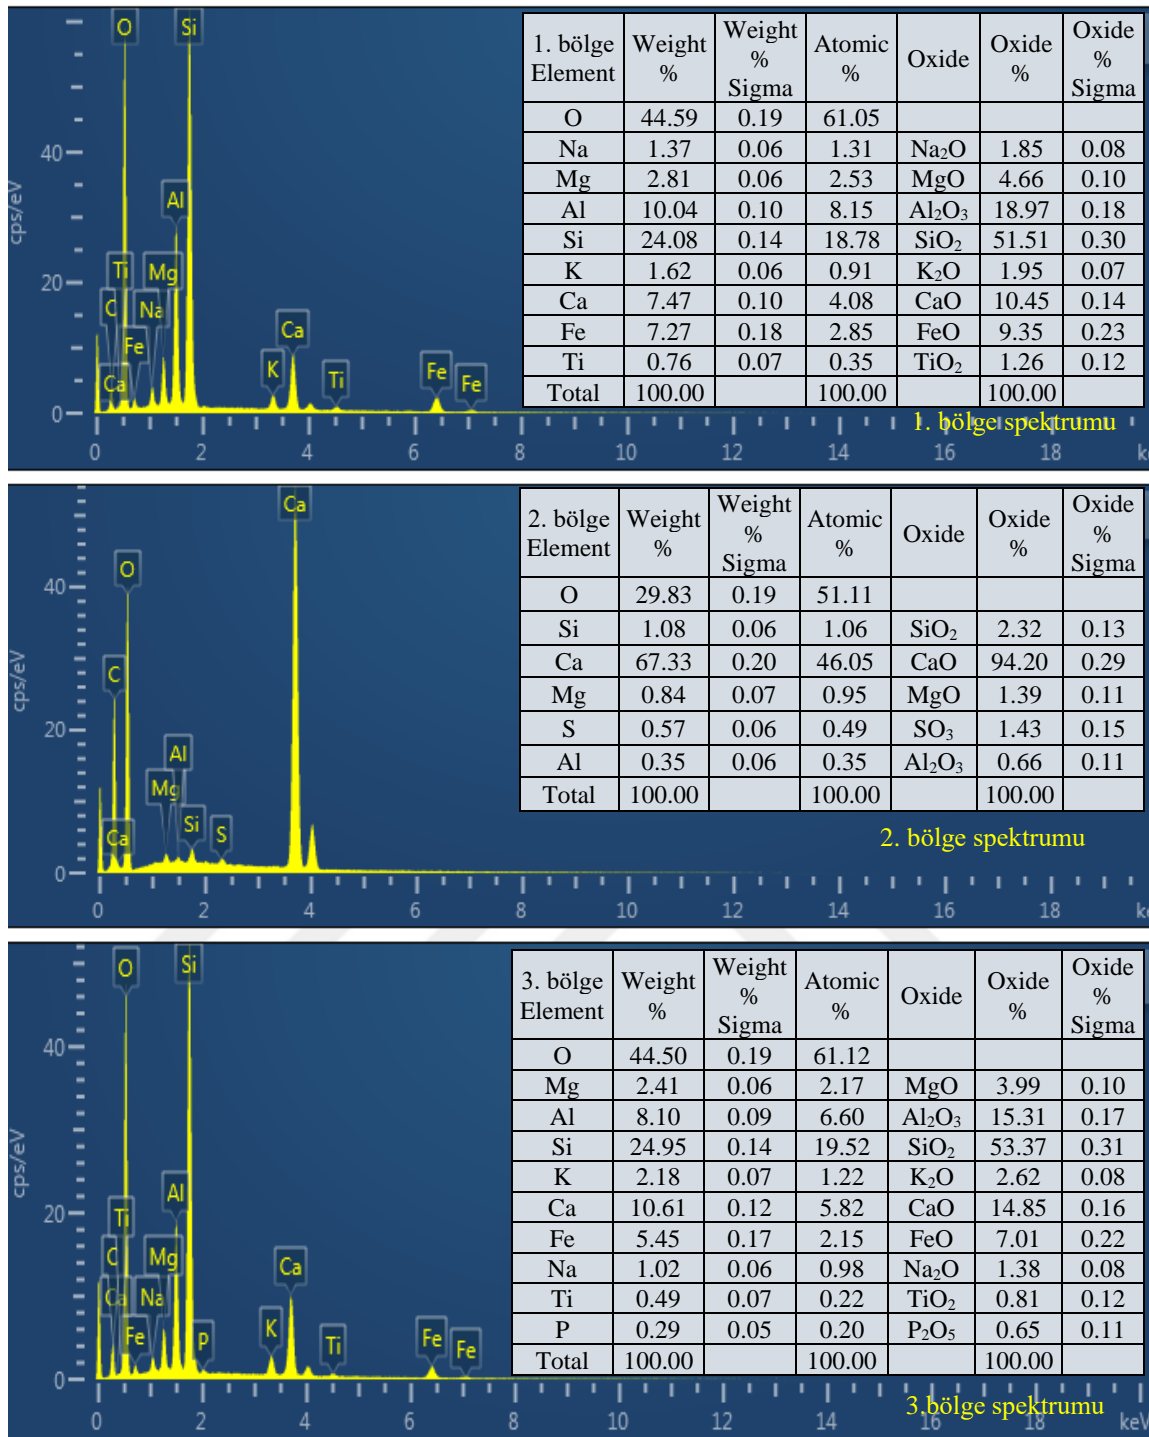 O
Si
Al
Ti
Mg
C
Na
Fe
Ca
K
Ca
Ti
Fe
Fe
cps/eV
40
20
0
0 2 4 6 8 10 12 14 16 18 ke
1. bölge Element | Weight % | Weight % Sigma | Atomic % | Oxide | Oxide % | Oxide % Sigma
O 44.59 0.19 61.05
Na 1.37 0.06 1.31 Na₂O 1.85 0.08
Mg 2.81 0.06 2.53 MgO 4.66 0.10
Al 10.04 0.10 8.15 Al₂O₃ 18.97 0.18
Si 24.08 0.14 18.78 SiO₂ 51.51 0.30
K 1.62 0.06 0.91 K₂O 1.95 0.07
Ca 7.47 0.10 4.08 CaO 10.45 0.14
Fe 7.27 0.18 2.85 FeO 9.35 0.23
Ti 0.76 0.07 0.35 TiO₂ 1.26 0.12
Total 100.00 100.00 100.00
1. bölge spektrumu
Ca
O
C
Al
Mg
Si
S
Ca
cps/eV
40
20
0
0 2 4 6 8 10 12 14 16 18 ke
2. bölge Element | Weight % | Weight % Sigma | Atomic % | Oxide | Oxide % | Oxide % Sigma
O 29.83 0.19 51.11
Si 1.08 0.06 1.06 SiO₂ 2.32 0.13
Ca 67.33 0.20 46.05 CaO 94.20 0.29
Mg 0.84 0.07 0.95 MgO 1.39 0.11
S 0.57 0.06 0.49 SO₃ 1.43 0.15
Al 0.35 0.06 0.35 Al₂O₃ 0.66 0.11
Total 100.00 100.00 100.00
2. bölge spektrumu
O
Si
Al
Ti
C
Mg
Ca
Na
Fe
P
K
Ca
Ti
Fe
Fe
cps/eV
40
20
0
0 2 4 6 8 10 12 14 16 18 keV
3. bölge Element | Weight % | Weight % Sigma | Atomic % | Oxide | Oxide % | Oxide % Sigma
O 44.50 0.19 61.12
Mg 2.41 0.06 2.17 MgO 3.99 0.10
Al 8.10 0.09 6.60 Al₂O₃ 15.31 0.17
Si 24.95 0.14 19.52 SiO₂ 53.37 0.31
K 2.18 0.07 1.22 K₂O 2.62 0.08
Ca 10.61 0.12 5.82 CaO 14.85 0.16
Fe 5.45 0.17 2.15 FeO 7.01 0.22
Na 1.02 0.06 0.98 Na₂O 1.38 0.08
Ti 0.49 0.07 0.22 TiO₂ 0.81 0.12
P 0.29 0.05 0.20 P₂O₅ 0.65 0.11
Total 100.00 100.00 100.00
3.bölge spektrumu